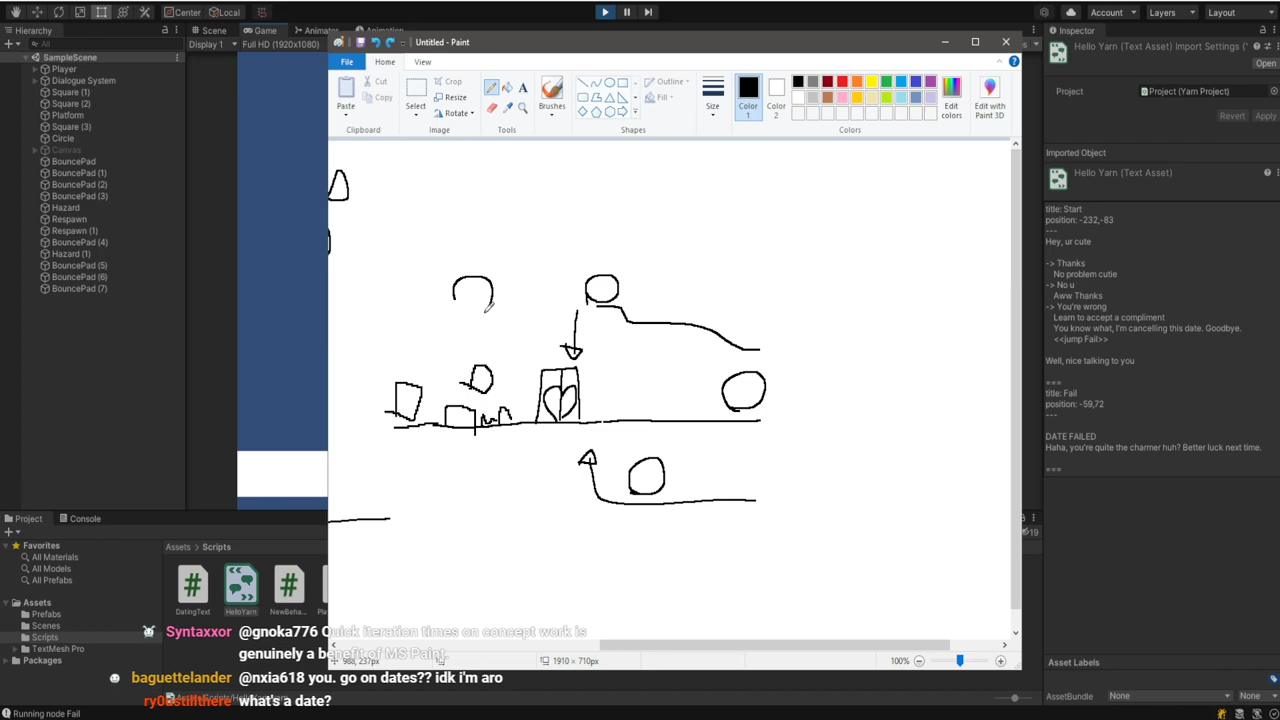 Center
Local
Account
Layers
Layout
Hierarchy
Scene
Game
Animator
Animation
Inspector
All
Display 1
Full HD (1920x1080)
SampleScene
Player
Dialogue System
Square (1)
Square (2)
Platform
Square (3)
Circle
Canvas
BouncePad
BouncePad (1)
BouncePad (2)
BouncePad (3)
Hazard
Respawn
Respawn (1)
BouncePad (4)
Hazard (1)
BouncePad (5)
BouncePad (6)
BouncePad (7)
Untitled - Paint
File
Home
View
Paste
Cut
Copy
Clipboard
Select
Crop
Resize
Rotate
Image
Tools
Brushes
Shapes
Outline
Fill
Size
Color
1
Color
2
Edit
colors
Edit with
Paint 3D
Colors
988, 237px
1910 × 710px
100%
Hello Yarn (Text Asset) Import Settings
Open
Project
Project (Yarn Project)
Revert
Apply
Imported Object
Hello Yarn (Text Asset)
title: Start
position: -232,-83
---
Hey, ur cute
-> Thanks
No problem cutie
-> No u
Aww Thanks
-> You're wrong
Learn to accept a compliment
You know what, I'm cancelling this date. Goodbye.
<<jump Fail>>
Well, nice talking to you
===
title: Fail
position: -59,72
---
DATE FAILED
Haha, you're quite the charmer huh? Better luck next time.
===
Asset Labels
AssetBundle
None
None
Project
Console
Favorites
All Materials
All Models
All Prefabs
Assets
Prefabs
Scenes
Scripts
TextMesh Pro
Packages
Assets > Scripts
DatingText
HelloYarn
NewBeha
19
Syntaxxor @gnoka776 Quick iteration times on concept work is
genuinely a benefit of MS Paint.
baguettelander @nxia618 you. go on dates?? idk i'm aro
ry00stillthere what's a date?
Running node Fail